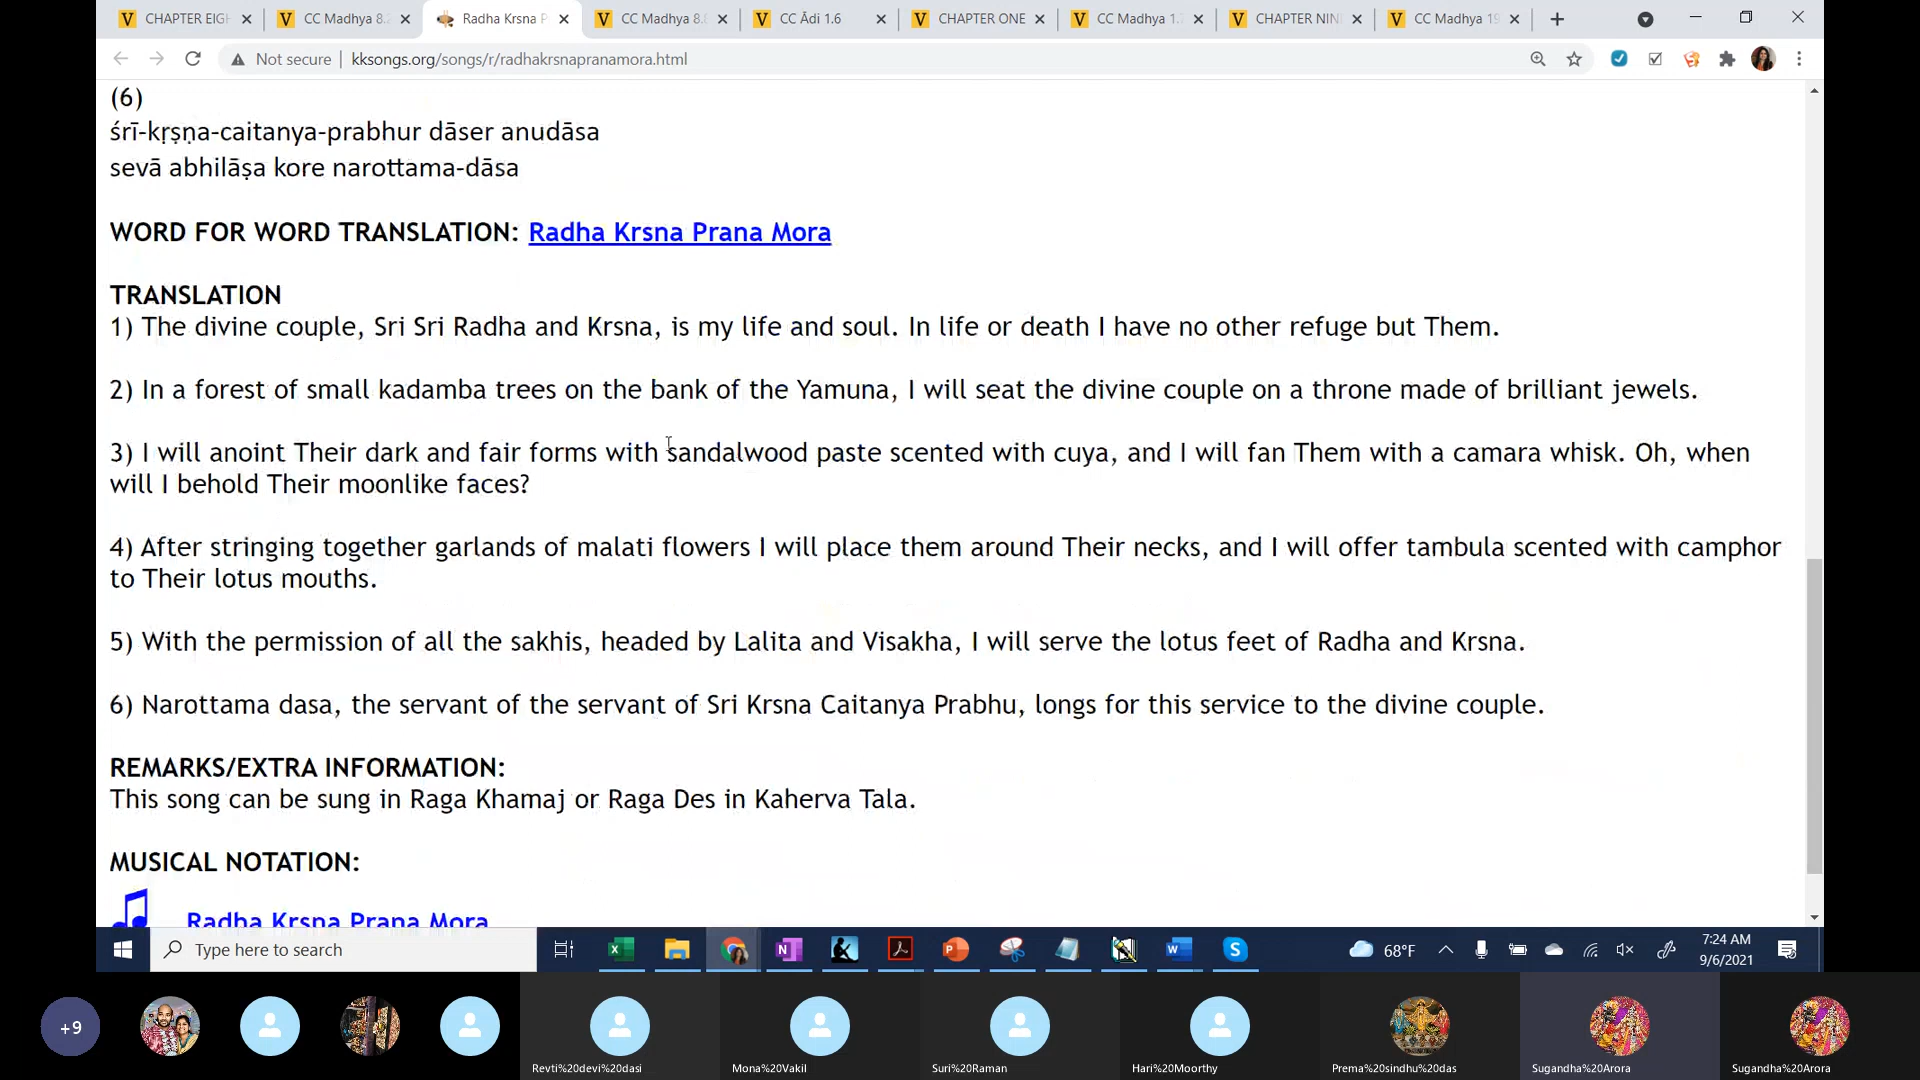 CHAPTER EIGH
CC Madhya 8.
Radha Krsna P
CC Madhya 8.
CC Ādi 1.6
CHAPTER ONE
CC Madhya 1.
CHAPTER NIN
CC Madhya 19
Not secure
kksongs.org/songs/r/radhakrsnapranamora.html
(6)
śrī-kṛṣṇa-caitanya-prabhur dāser anudāsa
sevā abhilāṣa kore narottama-dāsa
WORD FOR WORD TRANSLATION: Radha Krsna Prana Mora
TRANSLATION
1) The divine couple, Sri Sri Radha and Krsna, is my life and soul. In life or death I have no other refuge but Them.
2) In a forest of small kadamba trees on the bank of the Yamuna, I will seat the divine couple on a throne made of brilliant jewels.
3) I will anoint Their dark and fair forms with sandalwood paste scented with cuya, and I will fan Them with a camara whisk. Oh, when
will I behold Their moonlike faces?
4) After stringing together garlands of malati flowers I will place them around Their necks, and I will offer tambula scented with camphor
to Their lotus mouths.
5) With the permission of all the sakhis, headed by Lalita and Visakha, I will serve the lotus feet of Radha and Krsna.
6) Narottama dasa, the servant of the servant of Sri Krsna Caitanya Prabhu, longs for this service to the divine couple.
REMARKS/EXTRA INFORMATION:
This song can be sung in Raga Khamaj or Raga Des in Kaherva Tala.
MUSICAL NOTATION:
Radha Krsna Prana Mora
Type here to search
68°F
7:24 AM
9/6/2021
+9
Revti%20devi%20dasi
Mona%20Vakil
Suri%20Raman
Hari%20Moorthy
Prema%20sindhu%20das
Sugandha%20Arora
Sugandha%20Arora